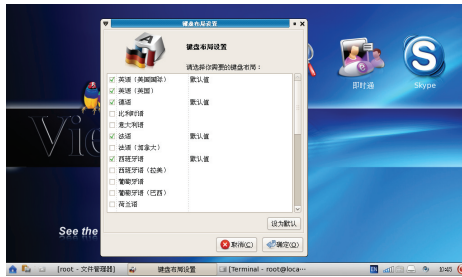 键盘布局设置
键盘布局设置
请选择你需要的键盘布局：
英语（美国国际） 默认值
英语（英国）
德语 默认值
比利时语
意大利语
法语 默认值
法语（加拿大）
西班牙语 默认值
西班牙语（拉美）
葡萄牙语
葡萄牙语（巴西）
荷兰语
设为默认
取消(C)
确定(O)
即时通
Skype
See the
[root - 文件管理器]
键盘布局设置
[Terminal - root@loca…